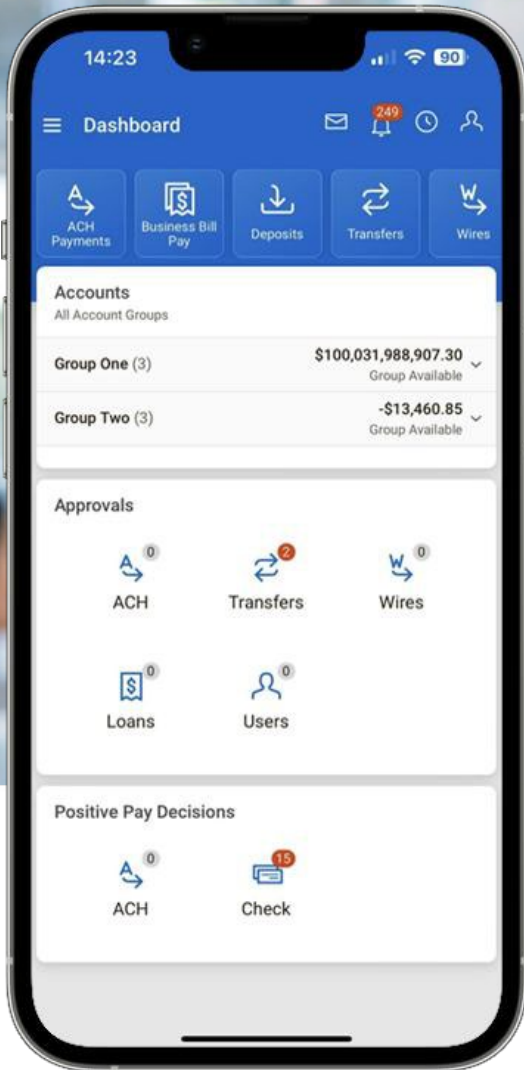 14:23
90
Dashboard
249
ACH
Payments
Business Bill
Pay
Deposits
Transfers
Wires
Accounts
All Account Groups
Group One (3)
$100,031,988,907.30
Group Available
Group Two (3)
-$13,460.85
Group Available
Approvals
0
2
0
ACH
Transfers
Wires
0
0
Loans
Users
Positive Pay Decisions
0
15
ACH
Check